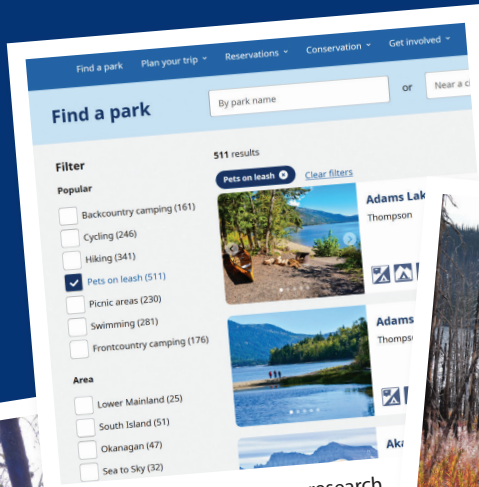 Find a park Plan your trip Reservations Conservation Get involved
Find a park
By park name
or
Near a
Filter
Popular
Backcountry camping (161)
Cycling (246)
Hiking (341)
Pets on leash (511)
Picnic areas (230)
Swimming (281)
Frontcountry camping (176)
Area
Lower Mainland (25)
South Island (51)
Okanagan (47)
Sea to Sky (32)
511 results
Pets on leash
Clear filters
Adams Lak
Thompson
Adams
Thomps
Aka
research